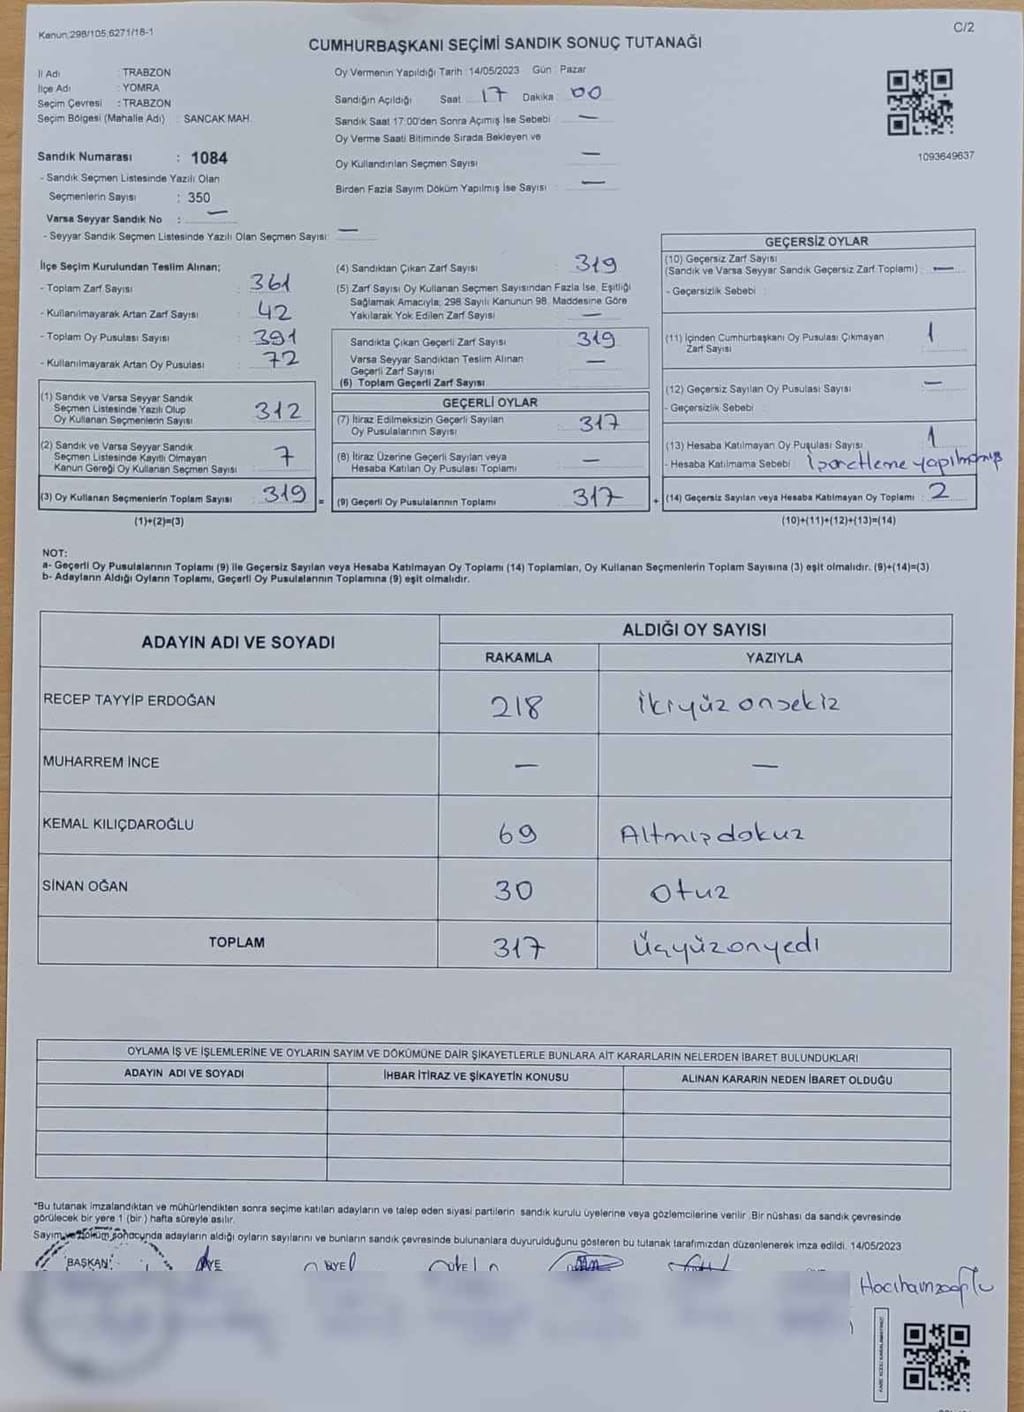 Kanun:298/105,6271/18-1
C/2
CUMHURBAŞKANI SEÇİMİ SANDIK SONUÇ TUTANAĞI
İl Adı : TRABZON
İlçe Adı : YOMRA
Seçim Çevresi : TRABZON
Seçim Bölgesi (Mahalle Adı) : SANCAK MAH.
Oy Vermenin Yapıldığı Tarih :14/05/2023 Gün : Pazar
Sandığın Açıldığı Saat 17 Dakika : 00
Sandık Saat 17:00'den Sonra Açımış İse Sebebi : —
Oy Verme Saati Bitiminde Sırada Bekleyen ve
Oy Kullandırılan Seçmen Sayısı —
Birden Fazla Sayım Döküm Yapılmış İse Sayısı : —
1093649637
Sandık Numarası : 1084
- Sandık Seçmen Listesinde Yazılı Olan
Seçmenlerin Sayısı : 350
Varsa Seyyar Sandık No : —
- Seyyar Sandık Seçmen Listesinde Yazılı Olan Seçmen Sayısı: —
İlçe Seçim Kurulundan Teslim Alınan;
- Toplam Zarf Sayısı : 361
- Kullanılmayarak Artan Zarf Sayısı : 42
- Toplam Oy Pusulası Sayısı : 391
- Kullanılmayarak Artan Oy Pusulası : 72
(1) Sandık ve Varsa Seyyar Sandık
Seçmen Listesinde Yazılı Olup
Oy Kullanan Seçmenlerin Sayısı : 312
(2) Sandık ve Varsa Seyyar Sandık
Seçmen Listesinde Kayıtlı Olmayan
Kanun Gereği Oy Kullanan Seçmen Sayısı : 7
(3) Oy Kullanan Seçmenlerin Toplam Sayısı : 319 =
(1)+(2)=(3)
(4) Sandıktan Çıkan Zarf Sayısı : 319
(5) Zarf Sayısı Oy Kullanan Seçmen Sayısından Fazla İse, Eşitliği
Sağlamak Amacıyla; 298 Sayılı Kanunun 98. Maddesine Göre
Yakılarak Yok Edilen Zarf Sayısı : —
Sandıkta Çıkan Geçerli Zarf Sayısı : 319
Varsa Seyyar Sandıktan Teslim Alınan
Geçerli Zarf Sayısı : —
(6) Toplam Geçerli Zarf Sayısı
GEÇERLİ OYLAR
(7) İtiraz Edilmeksizin Geçerli Sayılan
Oy Pusulalarının Sayısı : 317
(8) İtiraz Üzerine Geçerli Sayılan veya
Hesaba Katılan Oy Pusulası Toplamı : —
(9) Geçerli Oy Pusulalarının Toplamı : 317 +
GEÇERSİZ OYLAR
(10) Geçersiz Zarf Sayısı
(Sandık ve Varsa Seyyar Sandık Geçersiz Zarf Toplamı) : —
- Geçersizlik Sebebi :
(11) İçinden Cumhurbaşkanı Oy Pusulası Çıkmayan
Zarf Sayısı : 1
(12) Geçersiz Sayılan Oy Pusulası Sayısı : —
- Geçersizlik Sebebi :
(13) Hesaba Katılmayan Oy Pusulası Sayısı : 1
- Hesaba Katılmama Sebebi : İşaretleme yapılmamış
(14) Geçersiz Sayılan veya Hesaba Katılmayan Oy Toplamı : 2
(10)+(11)+(12)+(13)=(14)
NOT:
a- Geçerli Oy Pusulalarının Toplamı (9) ile Geçersiz Sayılan veya Hesaba Katılmayan Oy Toplamı (14) Toplamları, Oy Kullanan Seçmenlerin Toplam Sayısına (3) eşit olmalıdır. (9)+(14)=(3)
b- Adayların Aldığı Oyların Toplamı, Geçerli Oy Pusulalarının Toplamına (9) eşit olmalıdır.
ADAYIN ADI VE SOYADI
ALDIĞI OY SAYISI
RAKAMLA YAZIYLA
RECEP TAYYİP ERDOĞAN 218 ikiyüz onsekiz
MUHARREM İNCE — —
KEMAL KILIÇDAROĞLU 69 Altmışdokuz
SİNAN OĞAN 30 otuz
TOPLAM 317 Üçyüzonyedi
OYLAMA İŞ VE İŞLEMLERİNE VE OYLARIN SAYIM VE DÖKÜMÜNE DAİR ŞİKAYETLERLE BUNLARA AİT KARARLARIN NELERDEN İBARET BULUNDUKLARI
ADAYIN ADI VE SOYADI İHBAR İTİRAZ VE ŞİKAYETİN KONUSU ALINAN KARARIN NEDEN İBARET OLDUĞU
*Bu tutanak imzalandıktan ve mühürlendikten sonra seçime katılan adayların ve talep eden siyasi partilerin sandık kurulu üyelerine veya gözlemcilerine verilir. Bir nüshası da sandık çevresinde
görülecek bir yere 1 (bir ) hafta süreyle asılır.
Sayım ve döküm sonucunda adayların aldığı oyların sayılarını ve bunların sandık çevresinde bulunanlara duyurulduğunu gösteren bu tutanak tarafımızdan düzenlenerek imza edildi. 14/05/2023
BAŞKAN ÜYE ÜYE ÜYE
Hacıhamzaoğlu